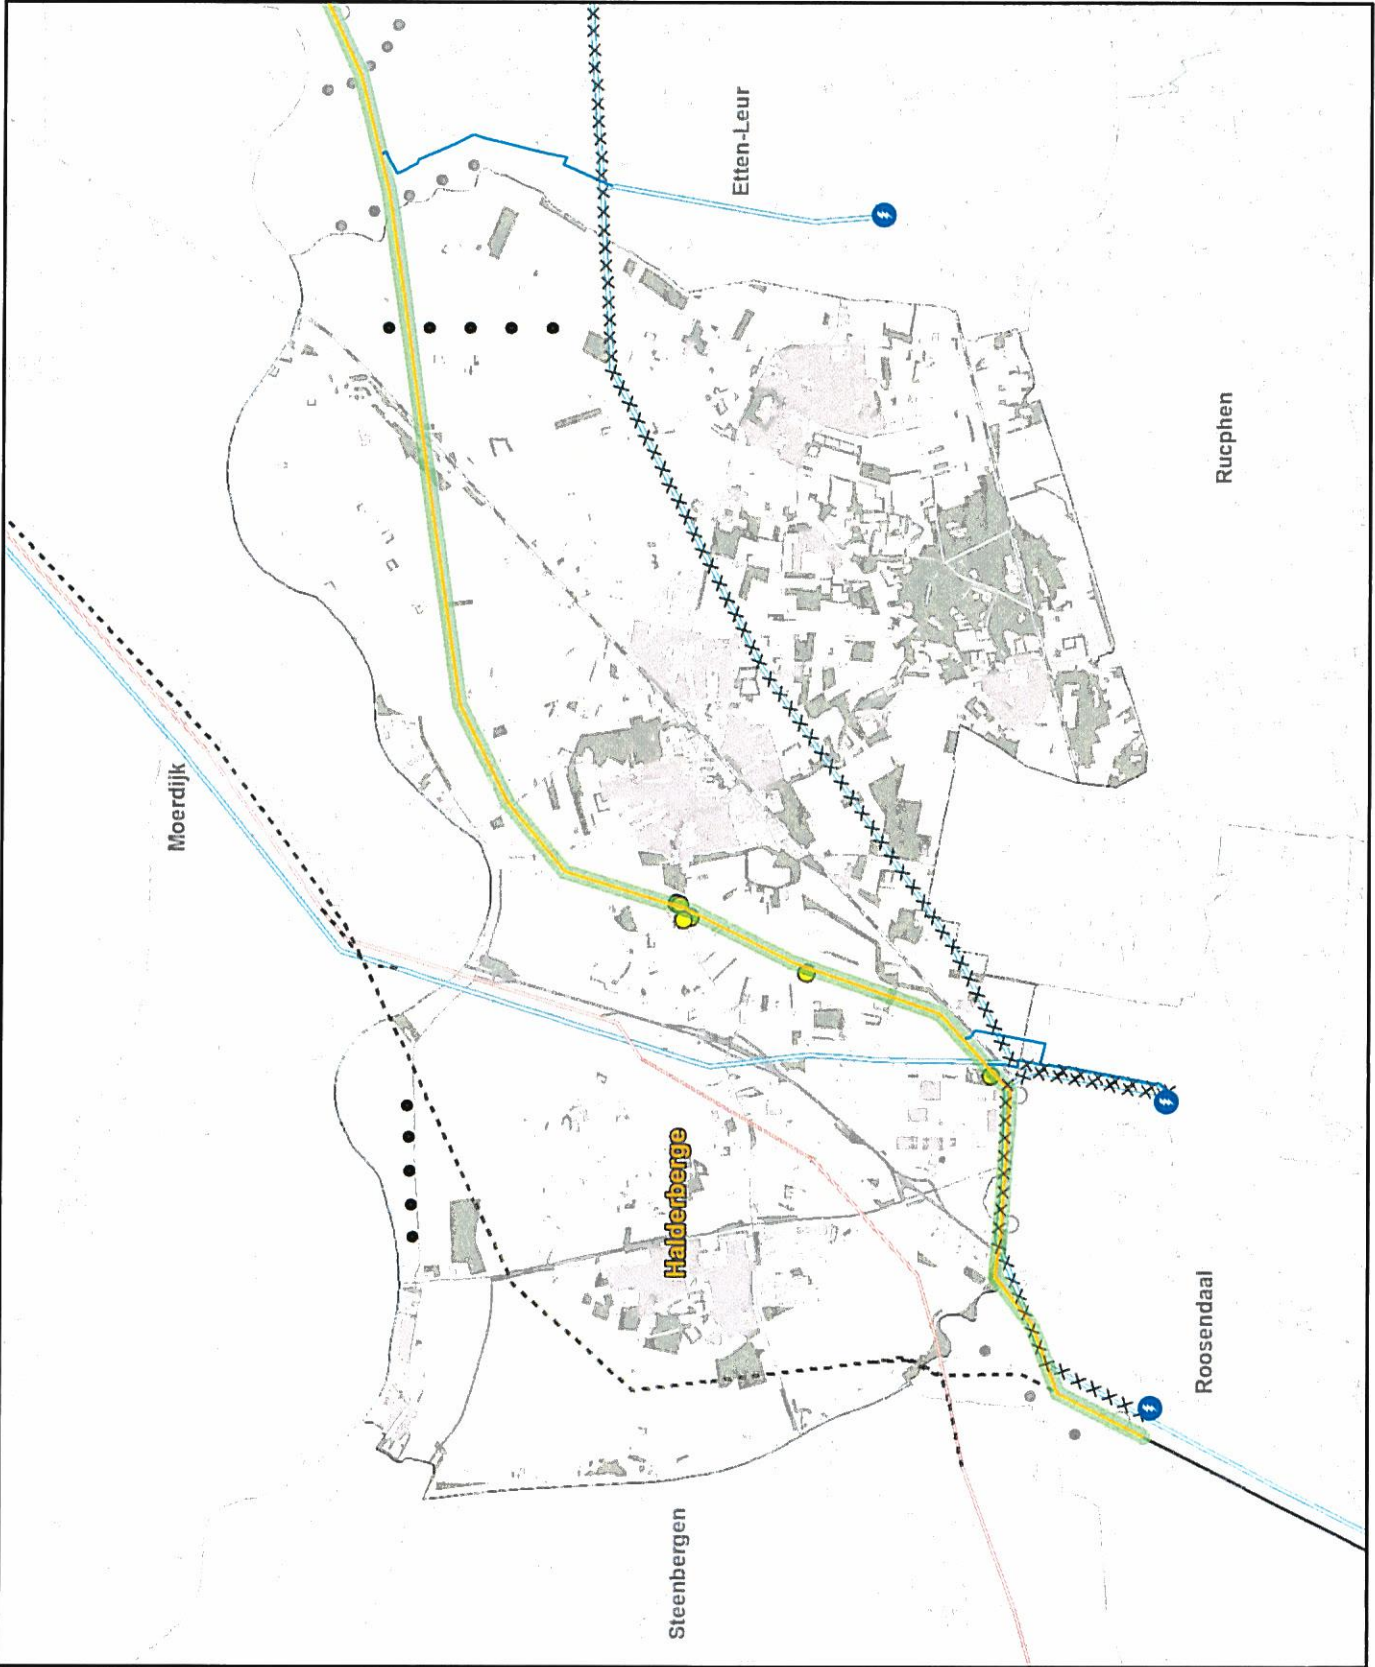 Etten-Leur
Rucphen
Moerdijk
Halderberge
Roosendaal
Steenbergen